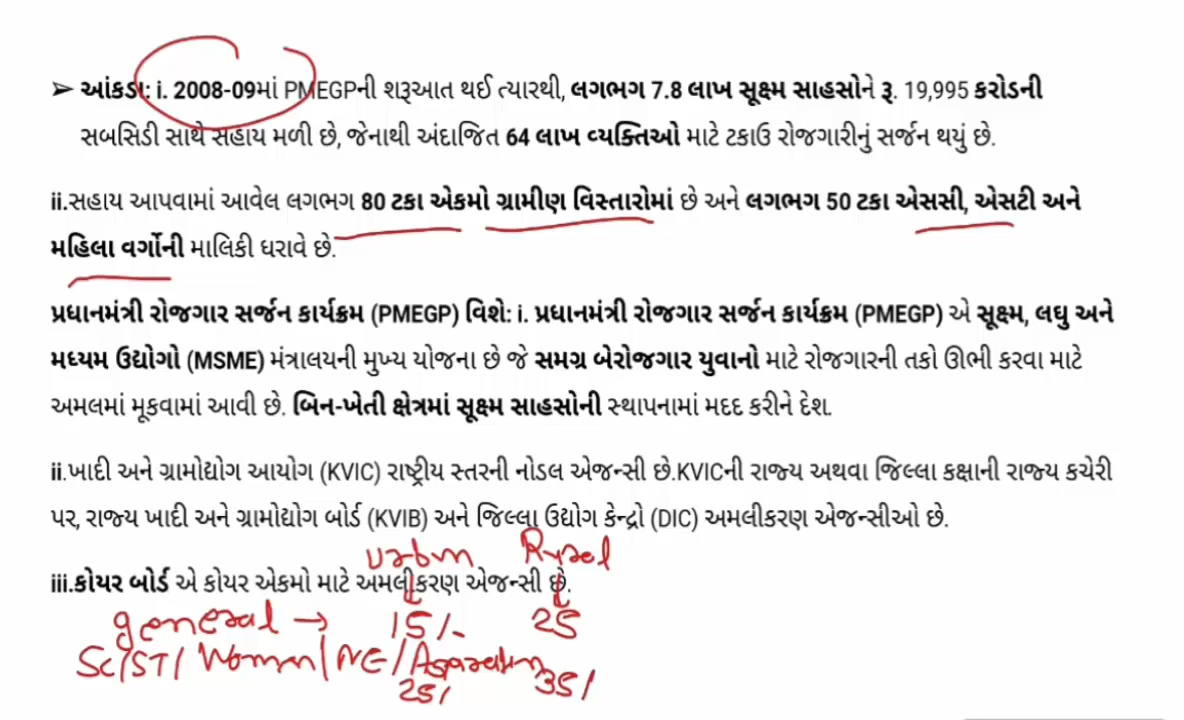 ➢ આંકડા: i. 2008-09માં PMEGPની શરૂઆત થઈ ત્યારથી, લગભગ 7.8 લાખ સૂક્ષ્મ સાહસોને રૂ. 19,995 કરોડની
સબસિડી સાથે સહાય મળી છે, જેનાથી અંદાજિત 64 લાખ વ્યક્તિઓ માટે ટકાઉ રોજગારીનું સર્જન થયું છે.
ii.સહાય આપવામાં આવેલ લગભગ 80 ટકા એકમો ગ્રામીણ વિસ્તારોમાં છે અને લગભગ 50 ટકા એસસી, એસટી અને
મહિલા વર્ગોની માલિકી ધરાવે છે.
પ્રધાનમંત્રી રોજગાર સર્જન કાર્યક્રમ (PMEGP) વિશે: i. પ્રધાનમંત્રી રોજગાર સર્જન કાર્યક્રમ (PMEGP) એ સૂક્ષ્મ, લઘુ અને
મધ્યમ ઉદ્યોગો (MSME) મંત્રાલયની મુખ્ય યોજના છે જે સમગ્ર બેરોજગાર યુવાનો માટે રોજગારની તકો ઊભી કરવા માટે
અમલમાં મૂકવામાં આવી છે. બિન-ખેતી ક્ષેત્રમાં સૂક્ષ્મ સાહસોની સ્થાપનામાં મદદ કરીને દેશ.
ii.ખાદી અને ગ્રામોદ્યોગ આયોગ (KVIC) રાષ્ટ્રીય સ્તરની નોડલ એજન્સી છે.KVICની રાજ્ય અથવા જિલ્લા કક્ષાની રાજ્ય કચેરી
પર, રાજ્ય ખાદી અને ગ્રામોદ્યોગ બોર્ડ (KVIB) અને જિલ્લા ઉદ્યોગ કેન્દ્રો (DIC) અમલીકરણ એજન્સીઓ છે.
urban Rural
iii.કોયર બોર્ડ એ કોયર એકમો માટે અમલીકરણ એજન્સી છે.
general → 15% 25
SC/ST/ Women/NE/
25% 35%